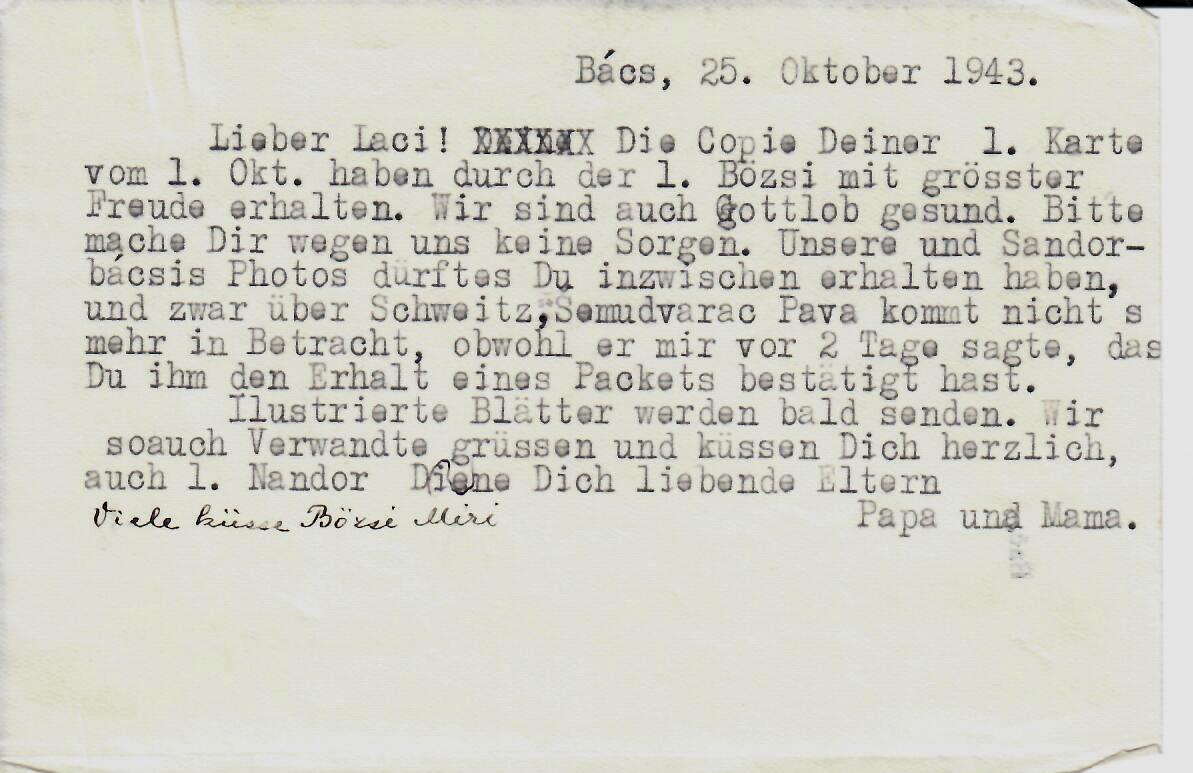 Bács, 25. Oktober 1943.
Lieber Laci! Die Copie Deiner l. Karte
vom 1. Okt. haben durch der l. Bözsi mit grösster
Freude erhalten. Wir sind auch Gottlob gesund. Bitte
mache Dir wegen uns keine Sorgen. Unsere und Sandor-
bácsis Photos dürftes Du inzwischen erhalten haben,
und zwar über Schweitz, Semudvarac Pava kommt nicht s
mehr in Betracht, obwohl er mir vor 2 Tage sagte, das
Du ihm den Erhalt eines Packets bestätigt hast.
Ilustrierte Blätter werden bald senden. Wir
soauch Verwandte grüssen und küssen Dich herzlich,
auch l. Nandor Diene Dich liebende Eltern
Viele küsse Bözsi Miri Papa und Mama.